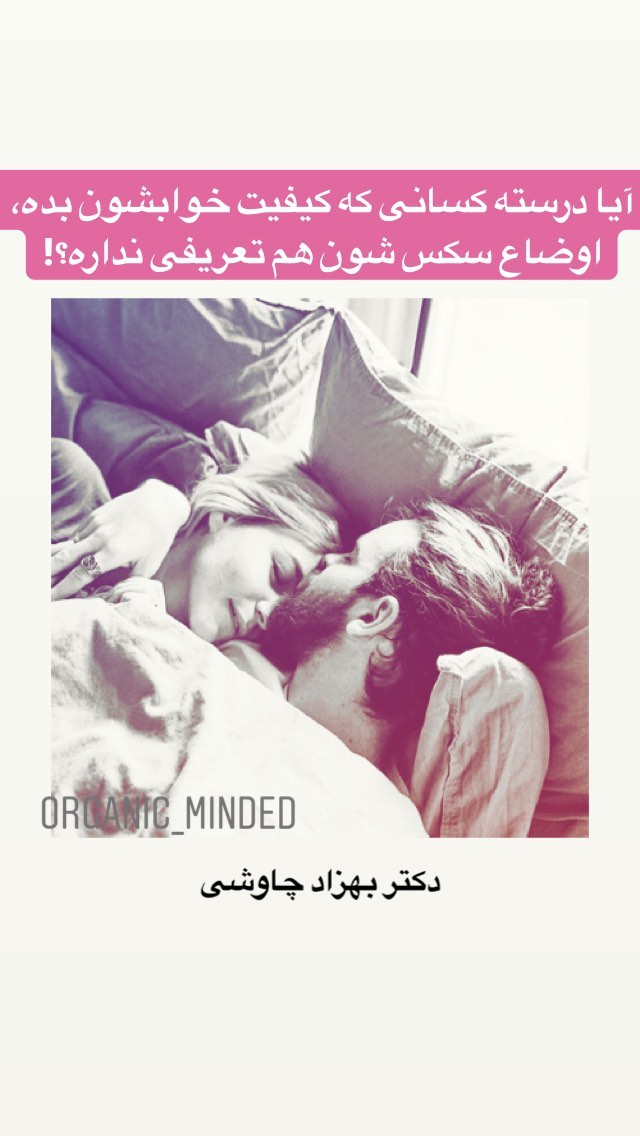 آیا درسته کسانی که کیفیت خوابشون بده،
اوضاع سکس شون هم تعریفی نداره؟!
ORGANIC_MINDED
دکتر بهزاد چاوشی